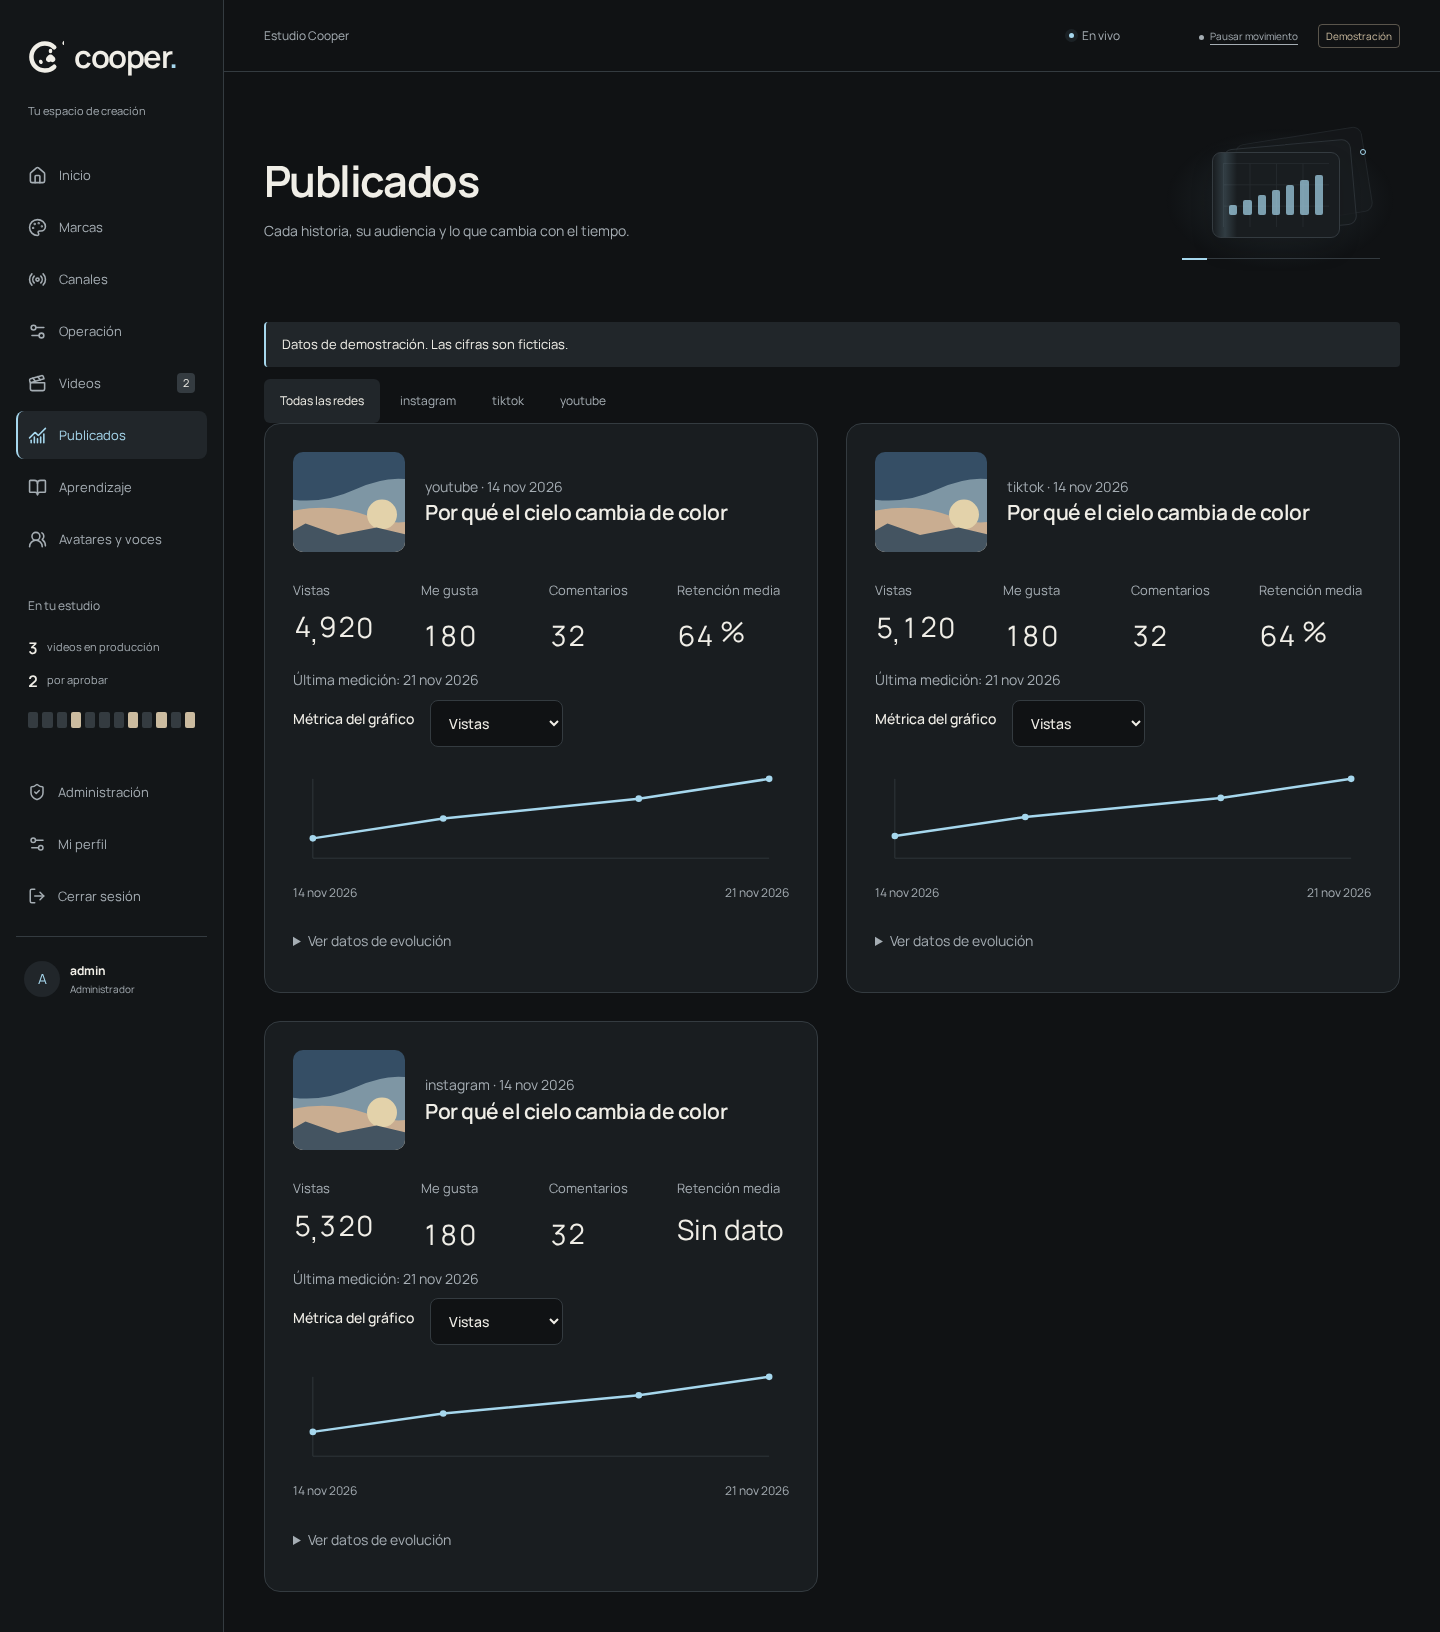 cooper.
Tu espacio de creación
Inicio
Marcas
Canales
Operación
Videos 2
Publicados
Aprendizaje
Avatares y voces
En tu estudio
3 videos en producción
2 por aprobar
Administración
Mi perfil
Cerrar sesión
A
admin
Administrador
Estudio Cooper
En vivo
Pausar movimiento
Demostración
Publicados
Cada historia, su audiencia y lo que cambia con el tiempo.
Datos de demostración. Las cifras son ficticias.
Todas las redes instagram tiktok youtube
youtube · 14 nov 2026
Por qué el cielo cambia de color
Vistas Me gusta Comentarios Retención media
4,920 180 32 64 %
Última medición: 21 nov 2026
Métrica del gráfico Vistas
14 nov 2026 21 nov 2026
Ver datos de evolución
tiktok · 14 nov 2026
Por qué el cielo cambia de color
Vistas Me gusta Comentarios Retención media
5,120 180 32 64 %
Última medición: 21 nov 2026
Métrica del gráfico Vistas
14 nov 2026 21 nov 2026
Ver datos de evolución
instagram · 14 nov 2026
Por qué el cielo cambia de color
Vistas Me gusta Comentarios Retención media
5,320 180 32 Sin dato
Última medición: 21 nov 2026
Métrica del gráfico Vistas
14 nov 2026 21 nov 2026
Ver datos de evolución